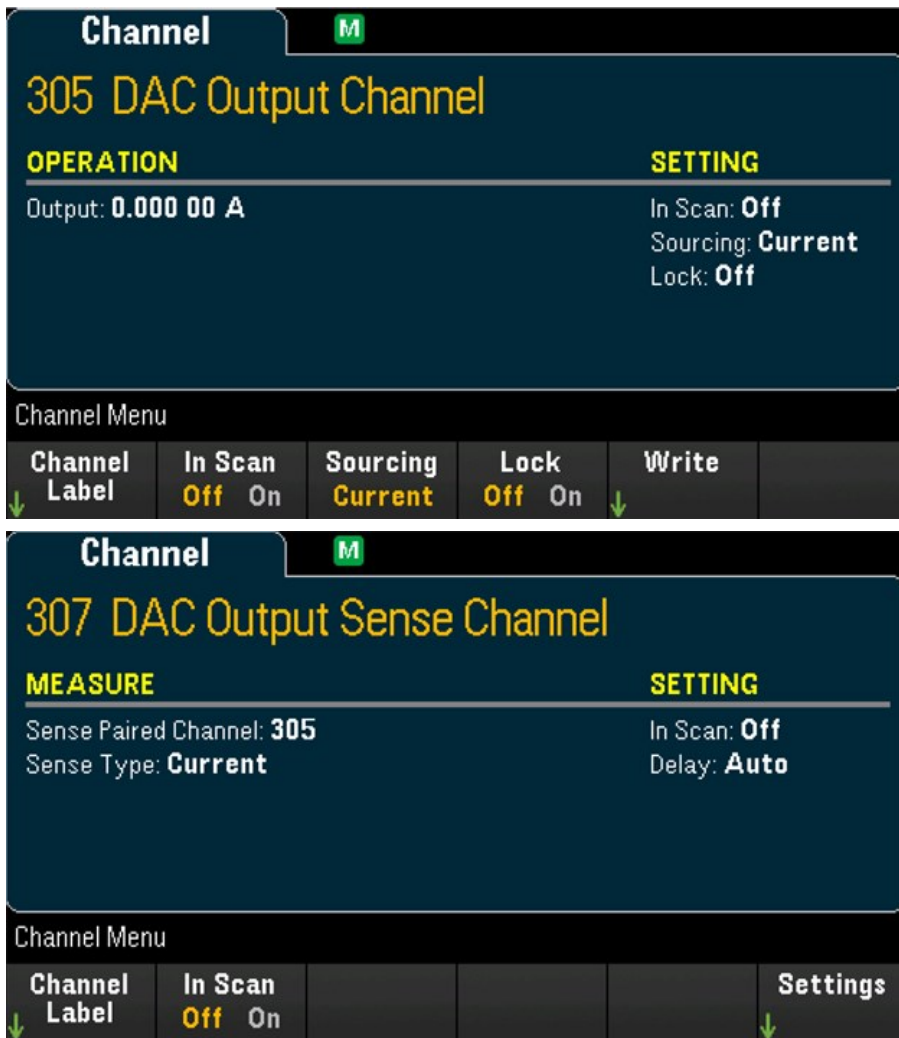 Channel M
305 DAC Output Channel
OPERATION SETTING
Output: 0.000 00 A In Scan: Off
Sourcing: Current
Lock: Off
Channel Menu
Channel Label In Scan Off On Sourcing Current Lock Off On Write
Channel M
307 DAC Output Sense Channel
MEASURE SETTING
Sense Paired Channel: 305 In Scan: Off
Sense Type: Current Delay: Auto
Channel Menu
Channel Label In Scan Off On Settings